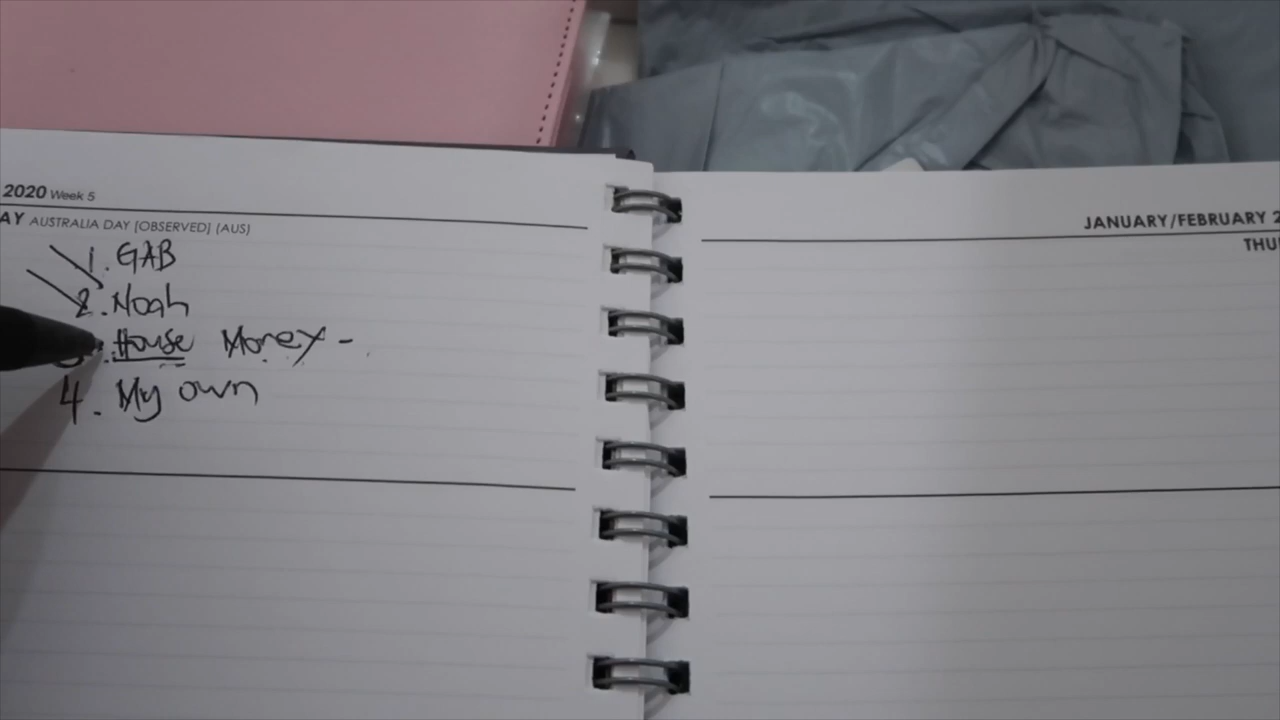 2020 Week 5
AY AUSTRALIA DAY [OBSERVED] (AUS)
1. GAB
2. Noah
House Money -
4. My own
JANUARY/FEBRUARY 2
THU